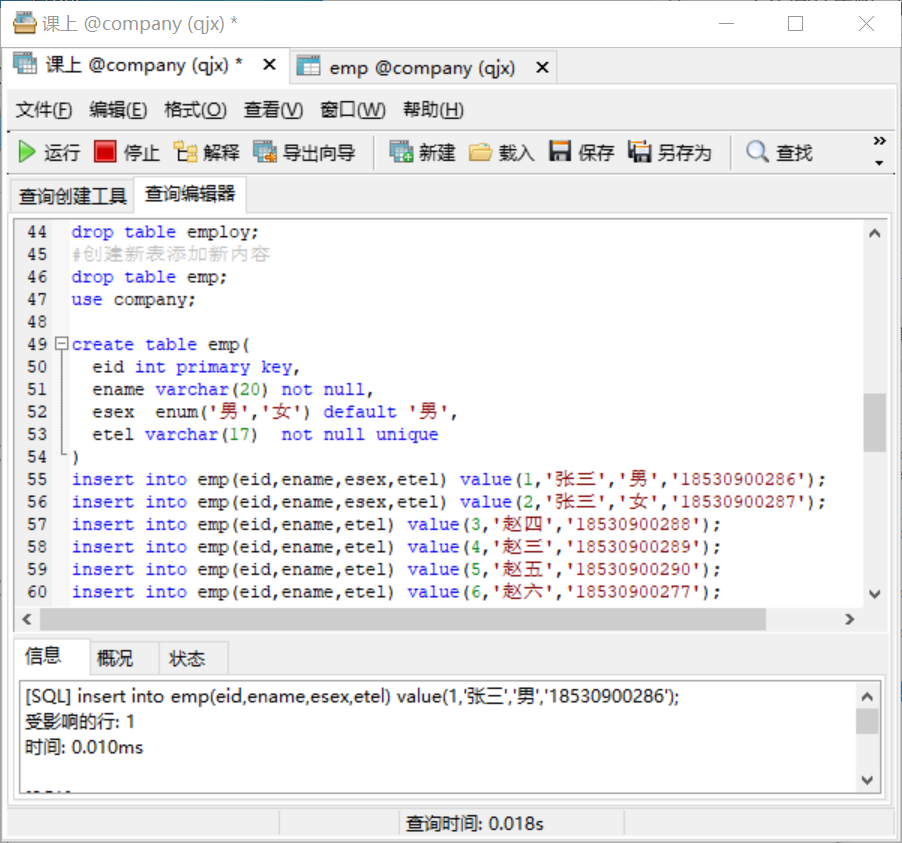 课上 @company (qjx) *
课上 @company (qjx) * emp @company (qjx)
文件(F) 编辑(E) 格式(O) 查看(V) 窗口(W) 帮助(H)
运行 停止 解释 导出向导 新建 载入 保存 另存为 查找
查询创建工具 查询编辑器
44 drop table employ;
45 #创建新表添加新内容
46 drop table emp;
47 use company;
48
49 create table emp(
50 eid int primary key,
51 ename varchar(20) not null,
52 esex enum('男','女') default '男',
53 etel varchar(17) not null unique
54 )
55 insert into emp(eid,ename,esex,etel) value(1,'张三','男','18530900286');
56 insert into emp(eid,ename,esex,etel) value(2,'张三','女','18530900287');
57 insert into emp(eid,ename,etel) value(3,'赵四','18530900288');
58 insert into emp(eid,ename,etel) value(4,'赵三','18530900289');
59 insert into emp(eid,ename,etel) value(5,'赵五','18530900290');
60 insert into emp(eid,ename,etel) value(6,'赵六','18530900277');
信息 概况 状态
[SQL] insert into emp(eid,ename,esex,etel) value(1,'张三','男','18530900286');
受影响的行: 1
时间: 0.010ms
查询时间: 0.018s